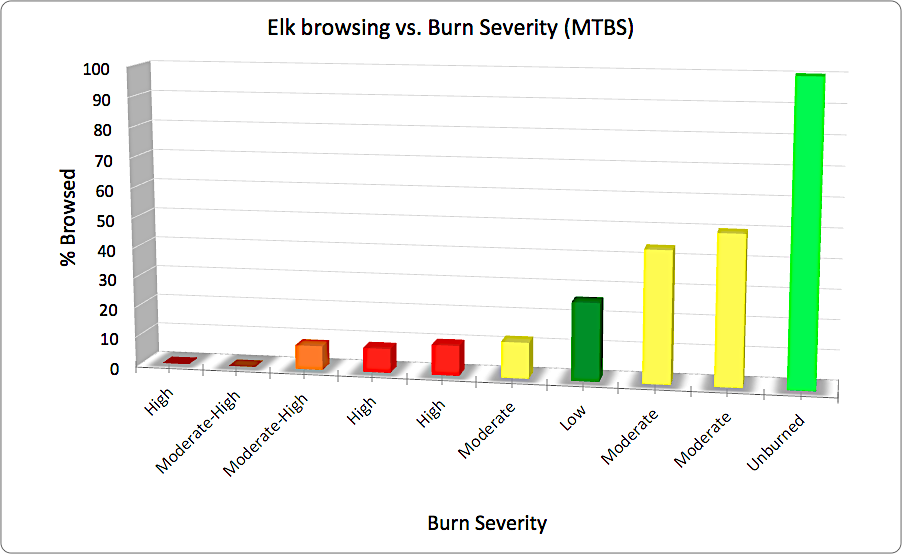 Elk browsing vs. Burn Severity (MTBS)
% Browsed
100
90
80
70
60
50
40
30
20
10
0
High
Moderate-High
Moderate-High
High
High
Moderate
Low
Moderate
Moderate
Unburned
Burn Severity